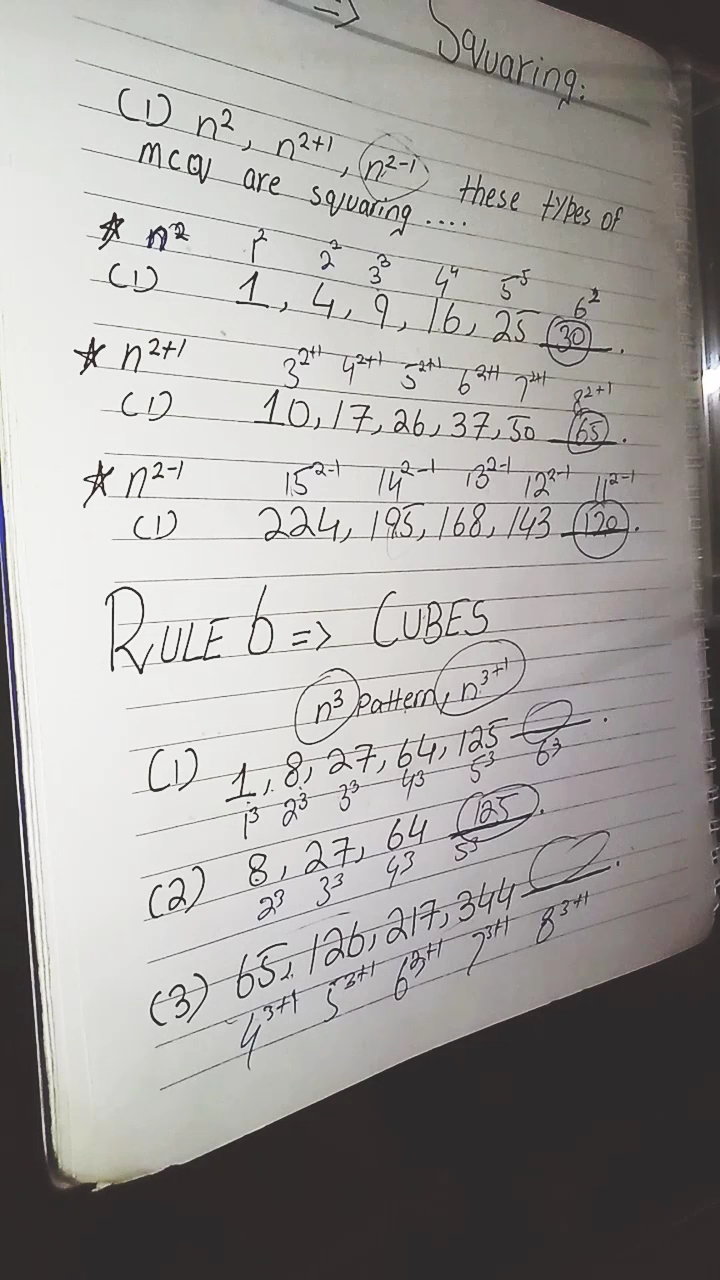 => Squaring:
(1) n², n²⁺¹, n²⁻¹ these types of
mcq are squaring ....
* n² 1² 2² 3³ 4⁴ 5⁵ 6²
(1) 1, 4, 9, 16, 25 30.
* n²⁺¹ 3²⁺¹ 4²⁺¹ 5²⁺¹ 6²⁺¹ 7²⁺¹ 8²⁺¹
(1) 10, 17, 26, 37, 50 65.
* n²⁻¹ 15²⁻¹ 14²⁻¹ 13²⁻¹ 12²⁻¹ 11²⁻¹
(1) 224, 195, 168, 143 120.
RULE 6 => CUBES
n³ Pattern, n³⁺¹
(1) 1, 8, 27, 64, 125 ___.
1³ 2³ 3³ 4³ 5³ 6³
(2) 8, 27, 64 125.
2³ 3³ 4³ 5³
(3) 65, 126, 217, 344 ___.
4³⁺¹ 5³⁺¹ 6³⁺¹ 7³⁺¹ 8³⁺¹